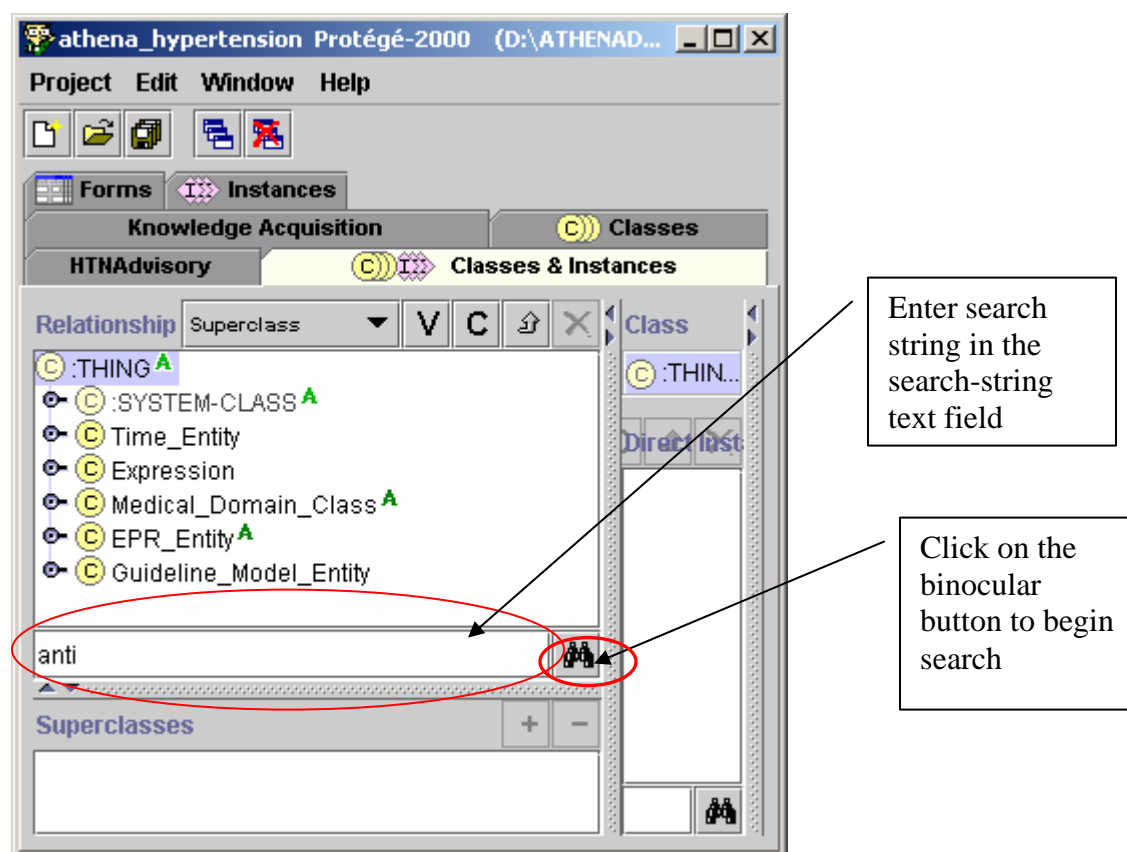 athena_hypertension Protégé-2000 (D:\ATHENAD...
Project Edit Window Help
Forms Instances
Knowledge Acquisition C Classes
HTNAdvisory C Classes & Instances
Relationship Superclass V C
C :THING A
C :SYSTEM-CLASS A
C Time_Entity
C Expression
C Medical_Domain_Class A
C EPR_Entity A
C Guideline_Model_Entity
anti
Superclasses + −
Class
C :THIN...
Direct Inst
Enter search
string in the
search-string
text field
Click on the
binocular
button to begin
search